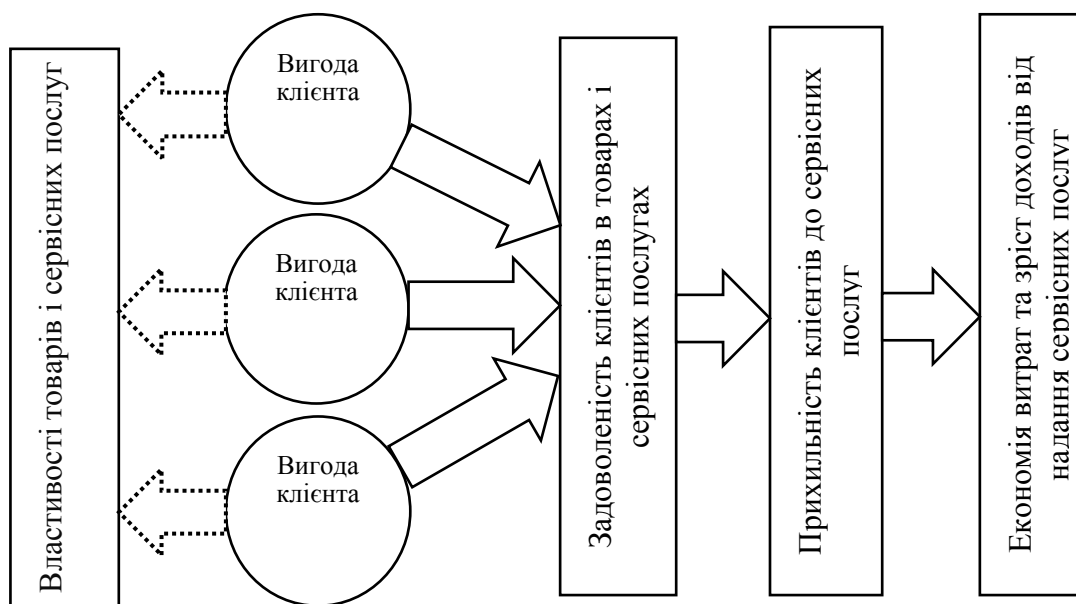 Властивості товарів і сервісних послуг
Вигода
клієнта
Вигода
клієнта
Вигода
клієнта
Задоволеність клієнтів в товарах і
сервісних послугах
Прихильність клієнтів до сервісних
послуг
Економія витрат та зріст доходів від
надання сервісних послуг